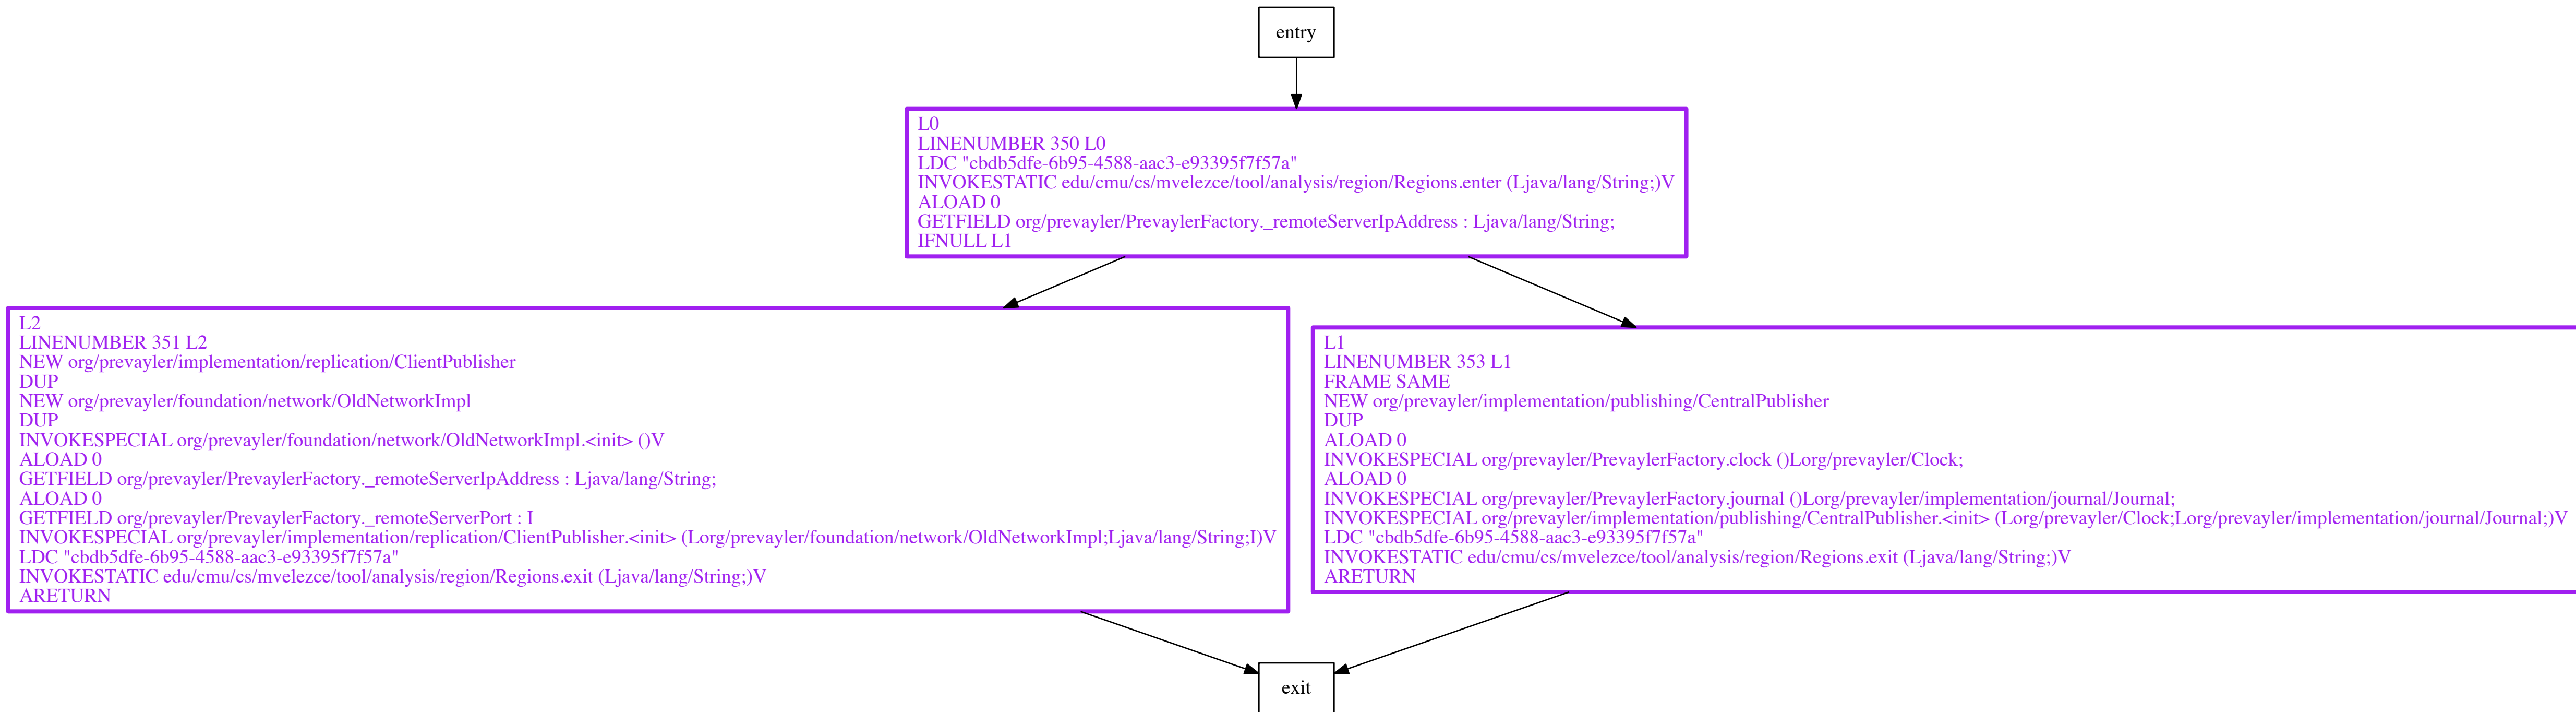 entry
L0
LINENUMBER 350 L0
LDC "cbdb5dfe-6b95-4588-aac3-e93395f7f57a"
INVOKESTATIC edu/cmu/cs/mvelezce/tool/analysis/region/Regions.enter (Ljava/lang/String;)V
ALOAD 0
GETFIELD org/prevayler/PrevaylerFactory._remoteServerIpAddress : Ljava/lang/String;
IFNULL L1
L2
LINENUMBER 351 L2
NEW org/prevayler/implementation/replication/ClientPublisher
DUP
NEW org/prevayler/foundation/network/OldNetworkImpl
DUP
INVOKESPECIAL org/prevayler/foundation/network/OldNetworkImpl.<init> ()V
ALOAD 0
GETFIELD org/prevayler/PrevaylerFactory._remoteServerIpAddress : Ljava/lang/String;
ALOAD 0
GETFIELD org/prevayler/PrevaylerFactory._remoteServerPort : I
INVOKESPECIAL org/prevayler/implementation/replication/ClientPublisher.<init> (Lorg/prevayler/foundation/network/OldNetworkImpl;Ljava/lang/String;I)V
LDC "cbdb5dfe-6b95-4588-aac3-e93395f7f57a"
INVOKESTATIC edu/cmu/cs/mvelezce/tool/analysis/region/Regions.exit (Ljava/lang/String;)V
ARETURN
L1
LINENUMBER 353 L1
FRAME SAME
NEW org/prevayler/implementation/publishing/CentralPublisher
DUP
ALOAD 0
INVOKESPECIAL org/prevayler/PrevaylerFactory.clock ()Lorg/prevayler/Clock;
ALOAD 0
INVOKESPECIAL org/prevayler/PrevaylerFactory.journal ()Lorg/prevayler/implementation/journal/Journal;
INVOKESPECIAL org/prevayler/implementation/publishing/CentralPublisher.<init> (Lorg/prevayler/Clock;Lorg/prevayler/implementation/journal/Journal;)V
LDC "cbdb5dfe-6b95-4588-aac3-e93395f7f57a"
INVOKESTATIC edu/cmu/cs/mvelezce/tool/analysis/region/Regions.exit (Ljava/lang/String;)V
ARETURN
exit